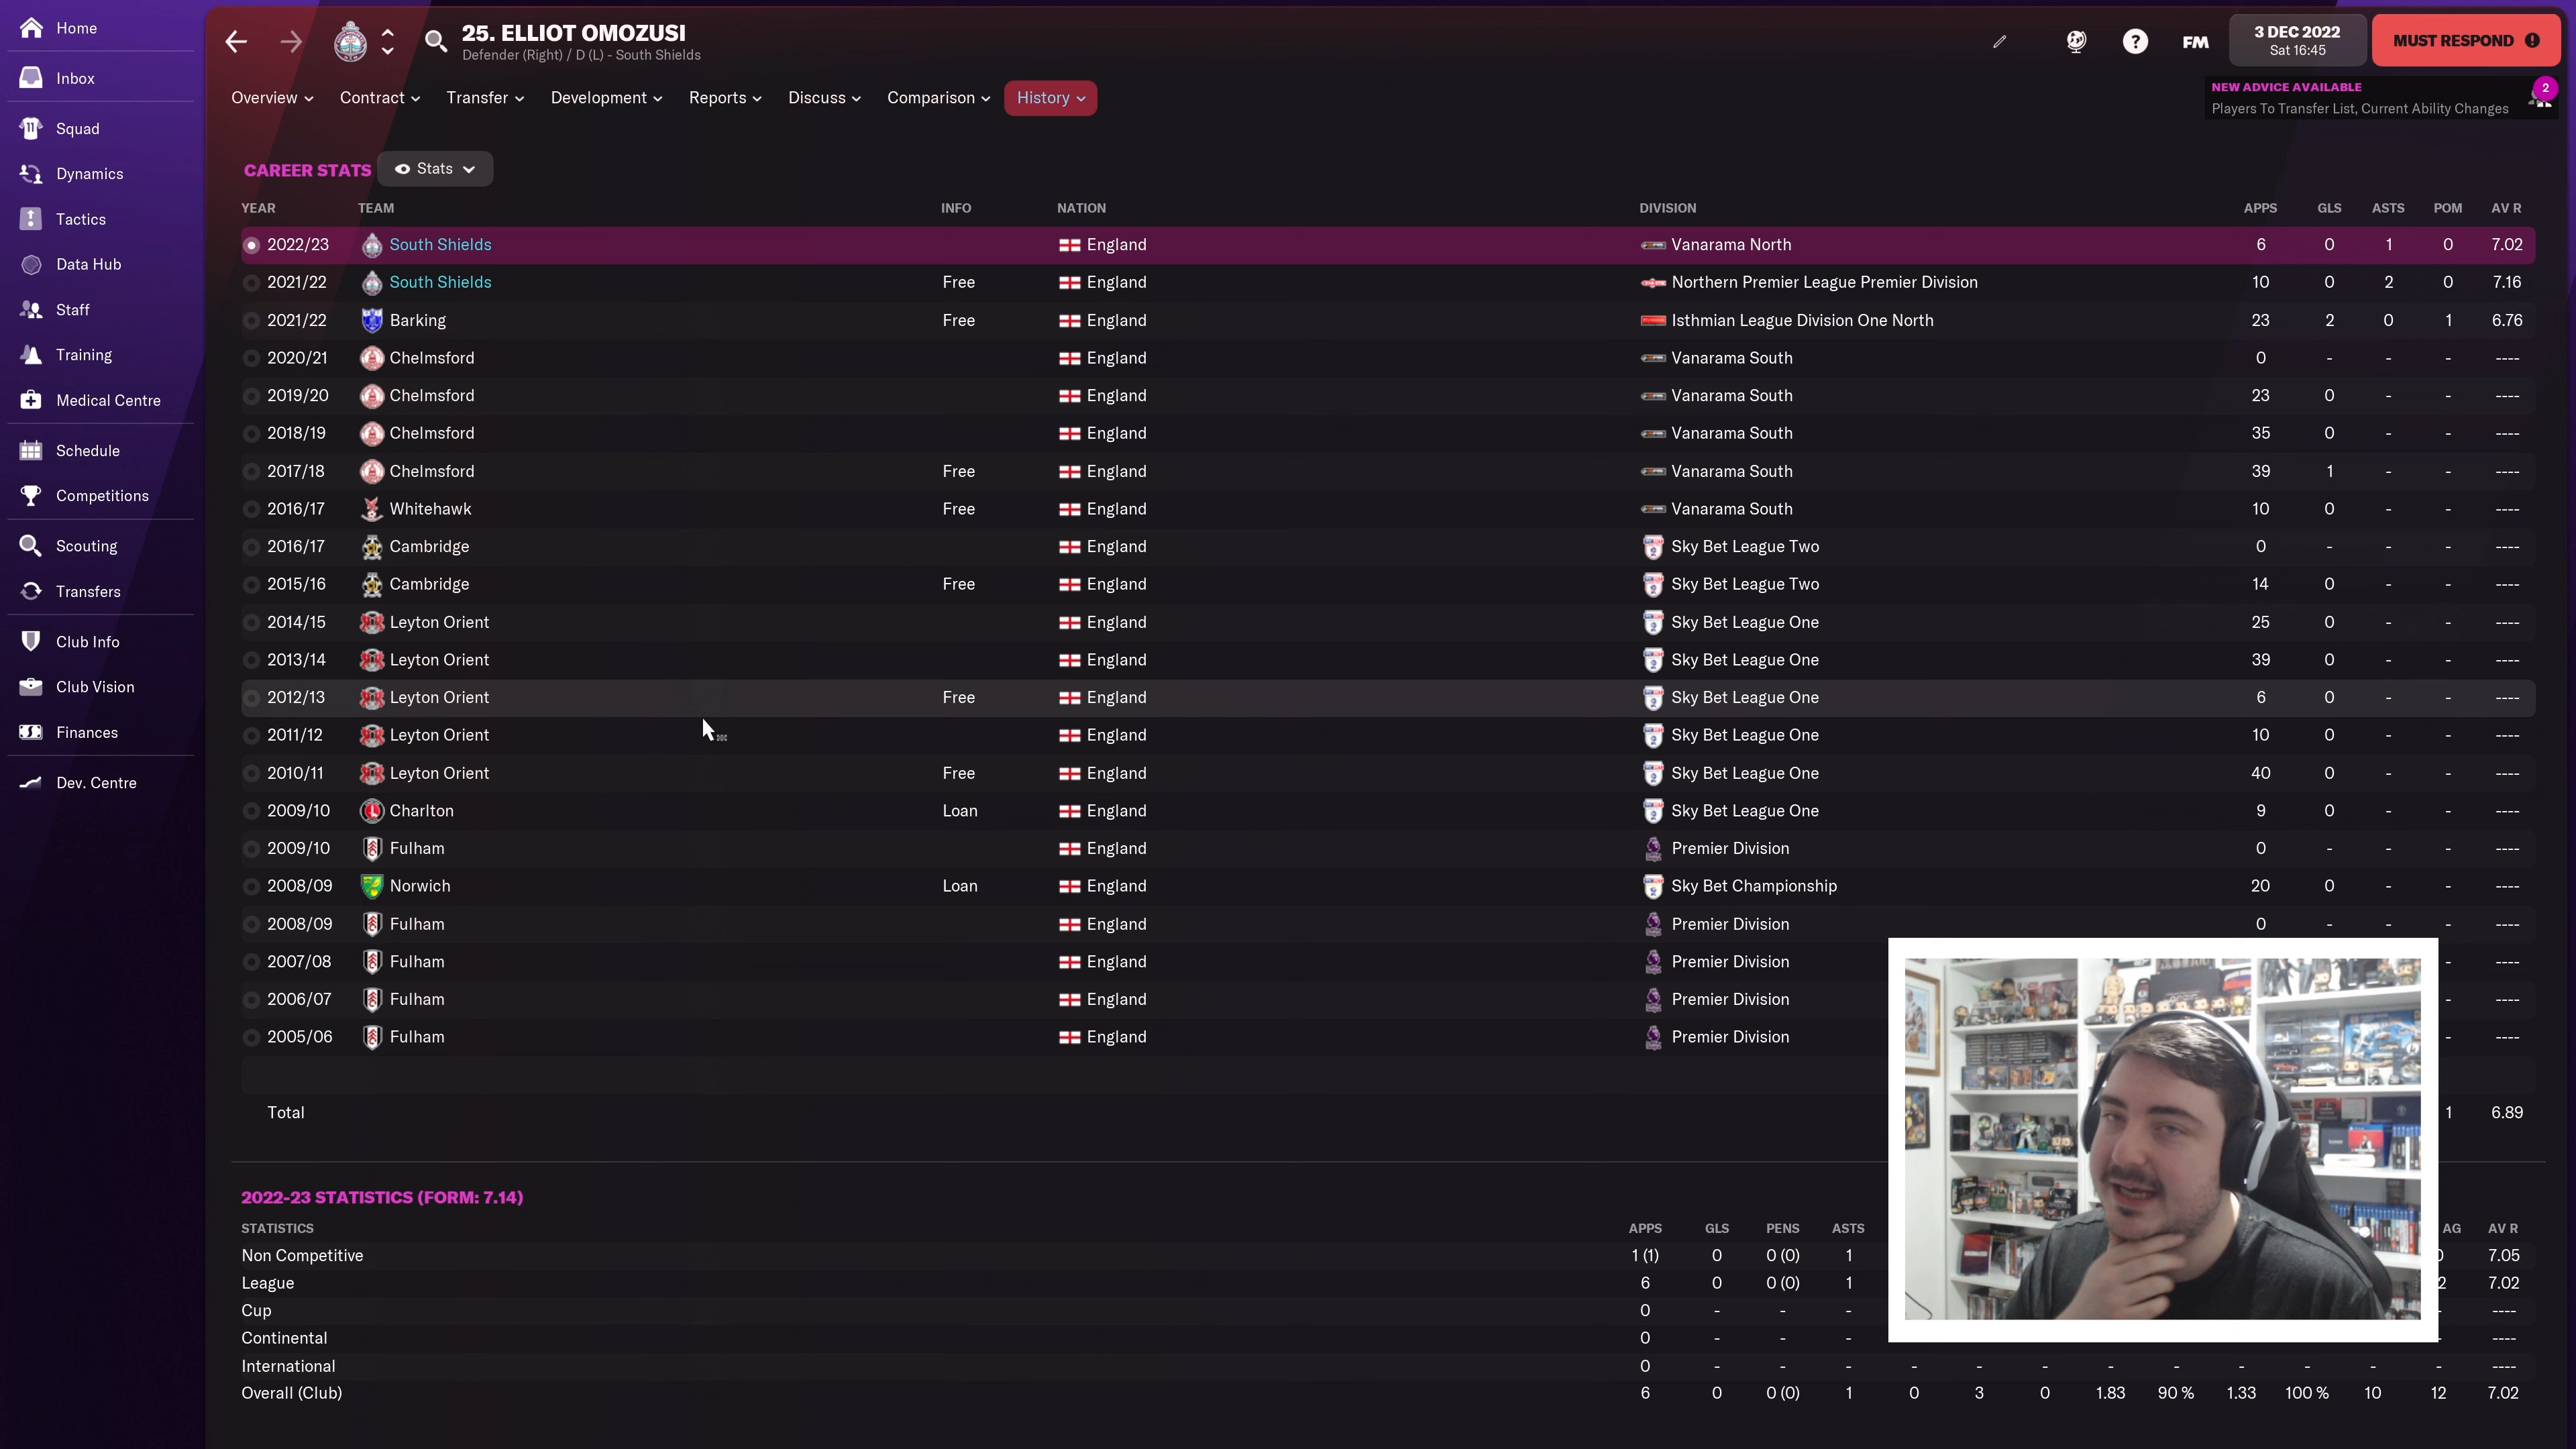 Home
Inbox
Squad
Dynamics
Tactics
Data Hub
Staff
Training
Medical Centre
Schedule
Competitions
Scouting
Transfers
Club Info
Club Vision
Finances
Dev. Centre
25. ELLIOT OMOZUSI
Defender (Right) / D (L) - South Shields
FM
3 DEC 2022
Sat 16:45
MUST RESPOND
Overview Contract Transfer Development Reports Discuss Comparison History
NEW ADVICE AVAILABLE
Players To Transfer List, Current Ability Changes
2
CAREER STATS Stats
YEAR TEAM INFO NATION DIVISION APPS GLS ASTS POM AV R
2022/23 South Shields England Vanarama North 6 0 1 0 7.02
2021/22 South Shields Free England Northern Premier League Premier Division 10 0 2 0 7.16
2021/22 Barking Free England Isthmian League Division One North 23 2 0 1 6.76
2020/21 Chelmsford England Vanarama South 0 - - - ----
2019/20 Chelmsford England Vanarama South 23 0 - - ----
2018/19 Chelmsford England Vanarama South 35 0 - - ----
2017/18 Chelmsford Free England Vanarama South 39 1 - - ----
2016/17 Whitehawk Free England Vanarama South 10 0 - - ----
2016/17 Cambridge England Sky Bet League Two 0 - - - ----
2015/16 Cambridge Free England Sky Bet League Two 14 0 - - ----
2014/15 Leyton Orient England Sky Bet League One 25 0 - - ----
2013/14 Leyton Orient England Sky Bet League One 39 0 - - ----
2012/13 Leyton Orient Free England Sky Bet League One 6 0 - - ----
2011/12 Leyton Orient England Sky Bet League One 10 0 - - ----
2010/11 Leyton Orient Free England Sky Bet League One 40 0 - - ----
2009/10 Charlton Loan England Sky Bet League One 9 0 - - ----
2009/10 Fulham England Premier Division 0 - - - ----
2008/09 Norwich Loan England Sky Bet Championship 20 0 - - ----
2008/09 Fulham England Premier Division 0 - - - ----
2007/08 Fulham England Premier Division - ----
2006/07 Fulham England Premier Division - ----
2005/06 Fulham England Premier Division - ----
Total 1 6.89
2022-23 STATISTICS (FORM: 7.14)
STATISTICS APPS GLS PENS ASTS AG AV R
Non Competitive 1 (1) 0 0 (0) 1 7.05
League 6 0 0 (0) 1 2 7.02
Cup 0 - - - - ----
Continental 0 - - - - ----
International 0 - - - - - - - - - - - - ----
Overall (Club) 6 0 0 (0) 1 0 3 0 1.83 90 % 1.33 100 % 10 12 7.02